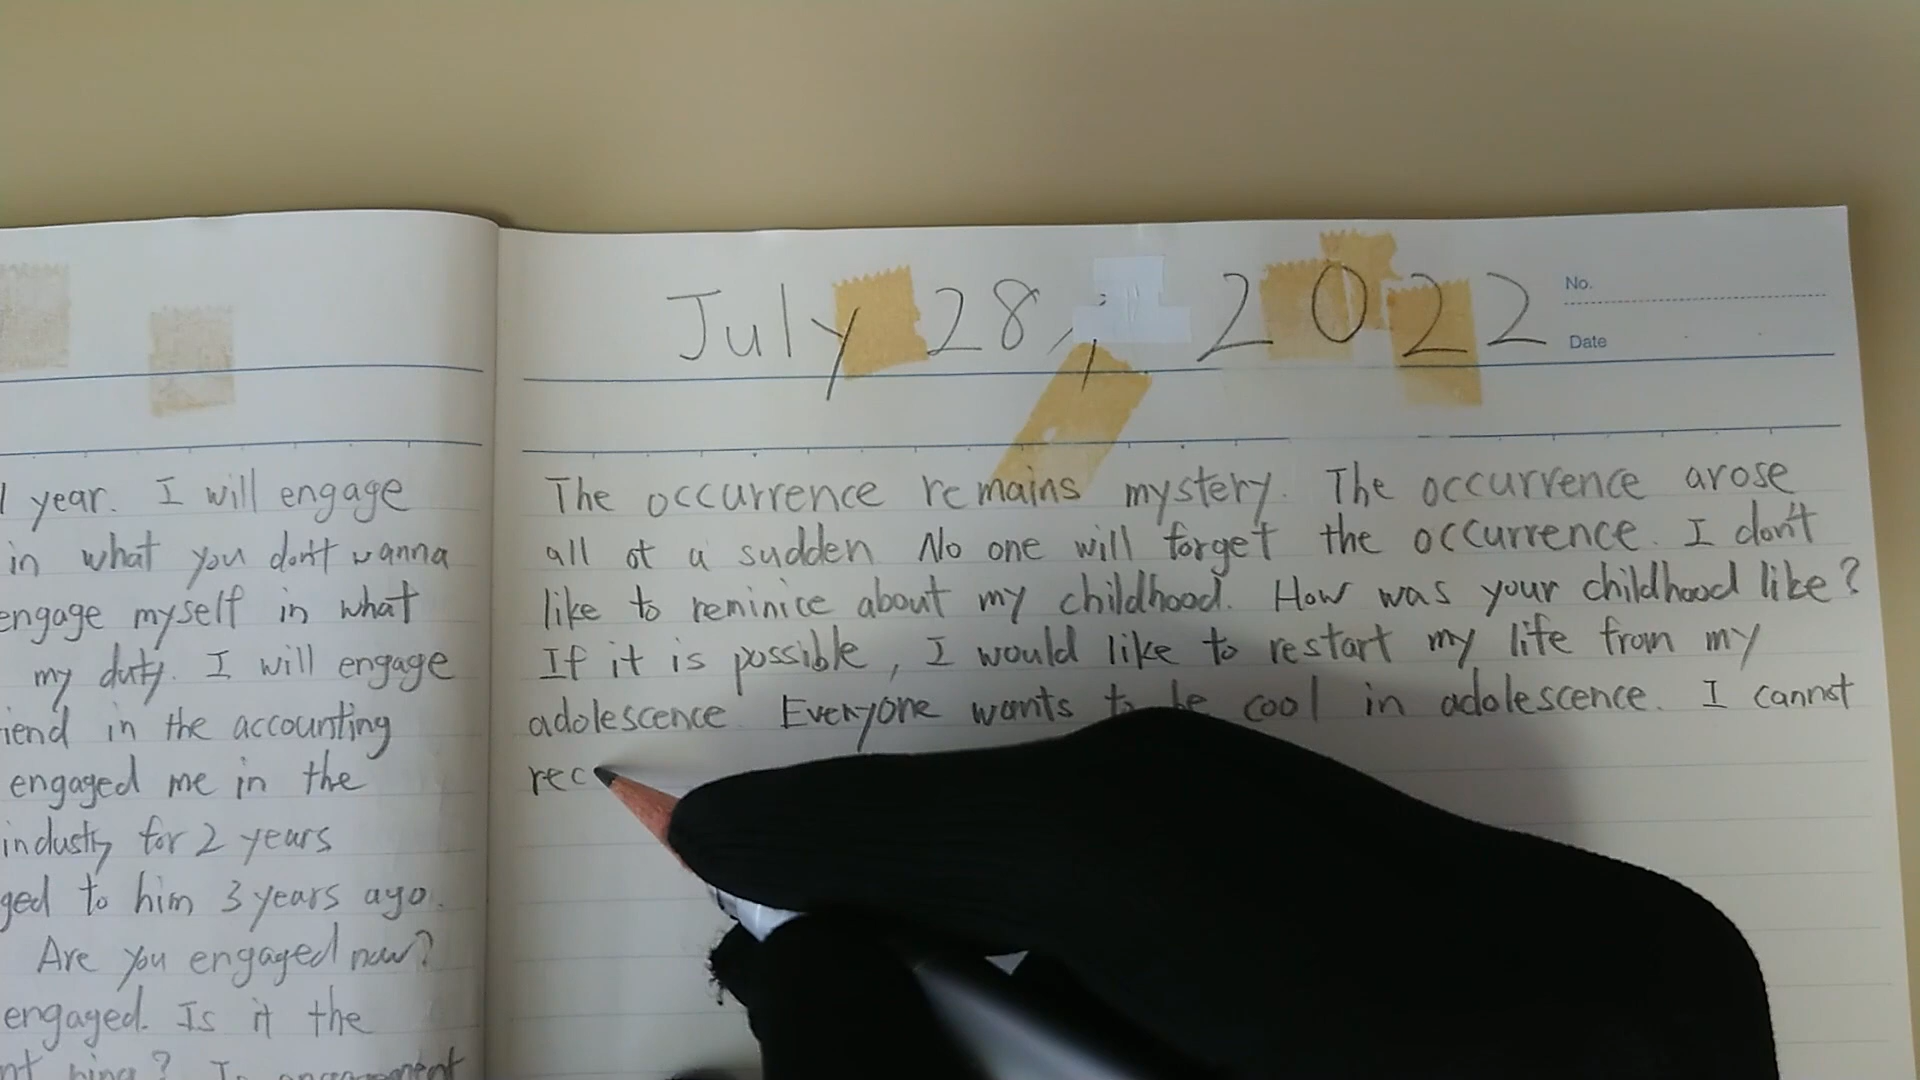 1 year. I will engage
in what you don't wanna
engage myself in what
my duty. I will engage
iend in the accounting
engaged me in the
industry for 2 years
ged to him 3 years ago.
Are you engaged now?
engaged. Is it the
July 28, 2022
No.
Date
The occurrence remains mystery. The occurrence arose
all of a sudden No one will forget the occurrence. I don't
like to reminice about my childhood. How was your childhood like?
If it is possible, I would like to restart my life from my
adolescence. Everyone wants to be cool in adolescence. I cannot
rec